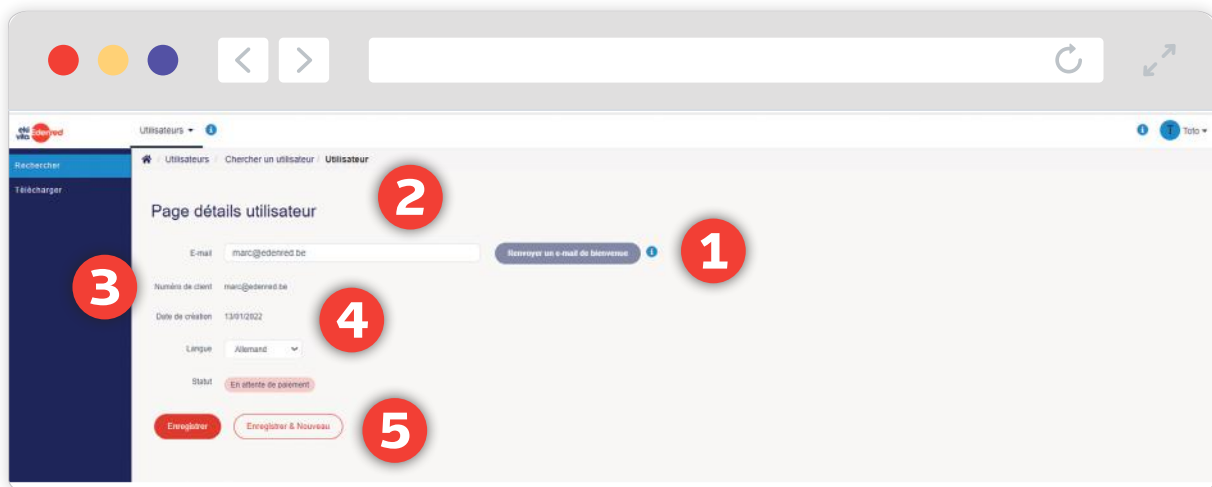 Edenred
Utilisateurs
Toto
Rechercher
Utilisateurs / Chercher un utilisateur / Utilisateur
Télécharger
2
Page détails utilisateur
E-mail marc@edenred.be Renvoyer un e-mail de bienvenue
1
3
Numéro de client marc@edenred.be
4
Date de création 13/01/2022
Langue Allemand
Statut En attente de paiement
Enregistrer Enregistrer & Nouveau
5